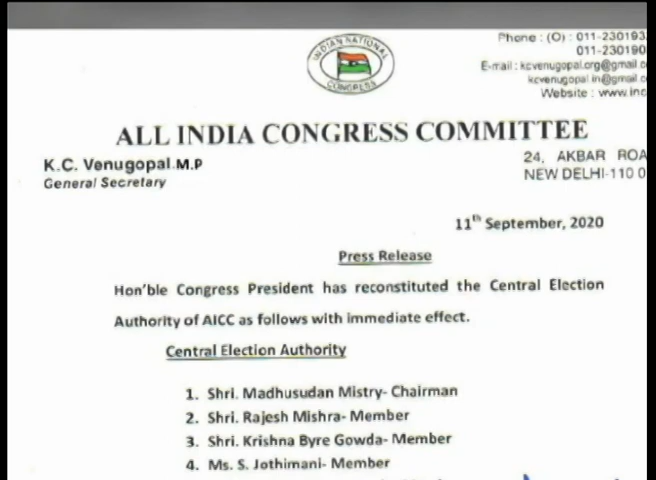 INDIAN NATIONAL CONGRESS
Phone : (O) : 011-230193
011-230190
E-mail : kcvenugopal.org@gmail.c
kcvenugopal.in@gmail.c
Website : www.inc
ALL INDIA CONGRESS COMMITTEE
K.C. Venugopal.M.P
General Secretary
24, AKBAR ROA
NEW DELHI-110 0
11th September, 2020
Press Release
Hon'ble Congress President has reconstituted the Central Election
Authority of AICC as follows with immediate effect.
Central Election Authority
1. Shri. Madhusudan Mistry- Chairman
2. Shri. Rajesh Mishra- Member
3. Shri. Krishna Byre Gowda- Member
4. Ms. S. Jothimani- Member